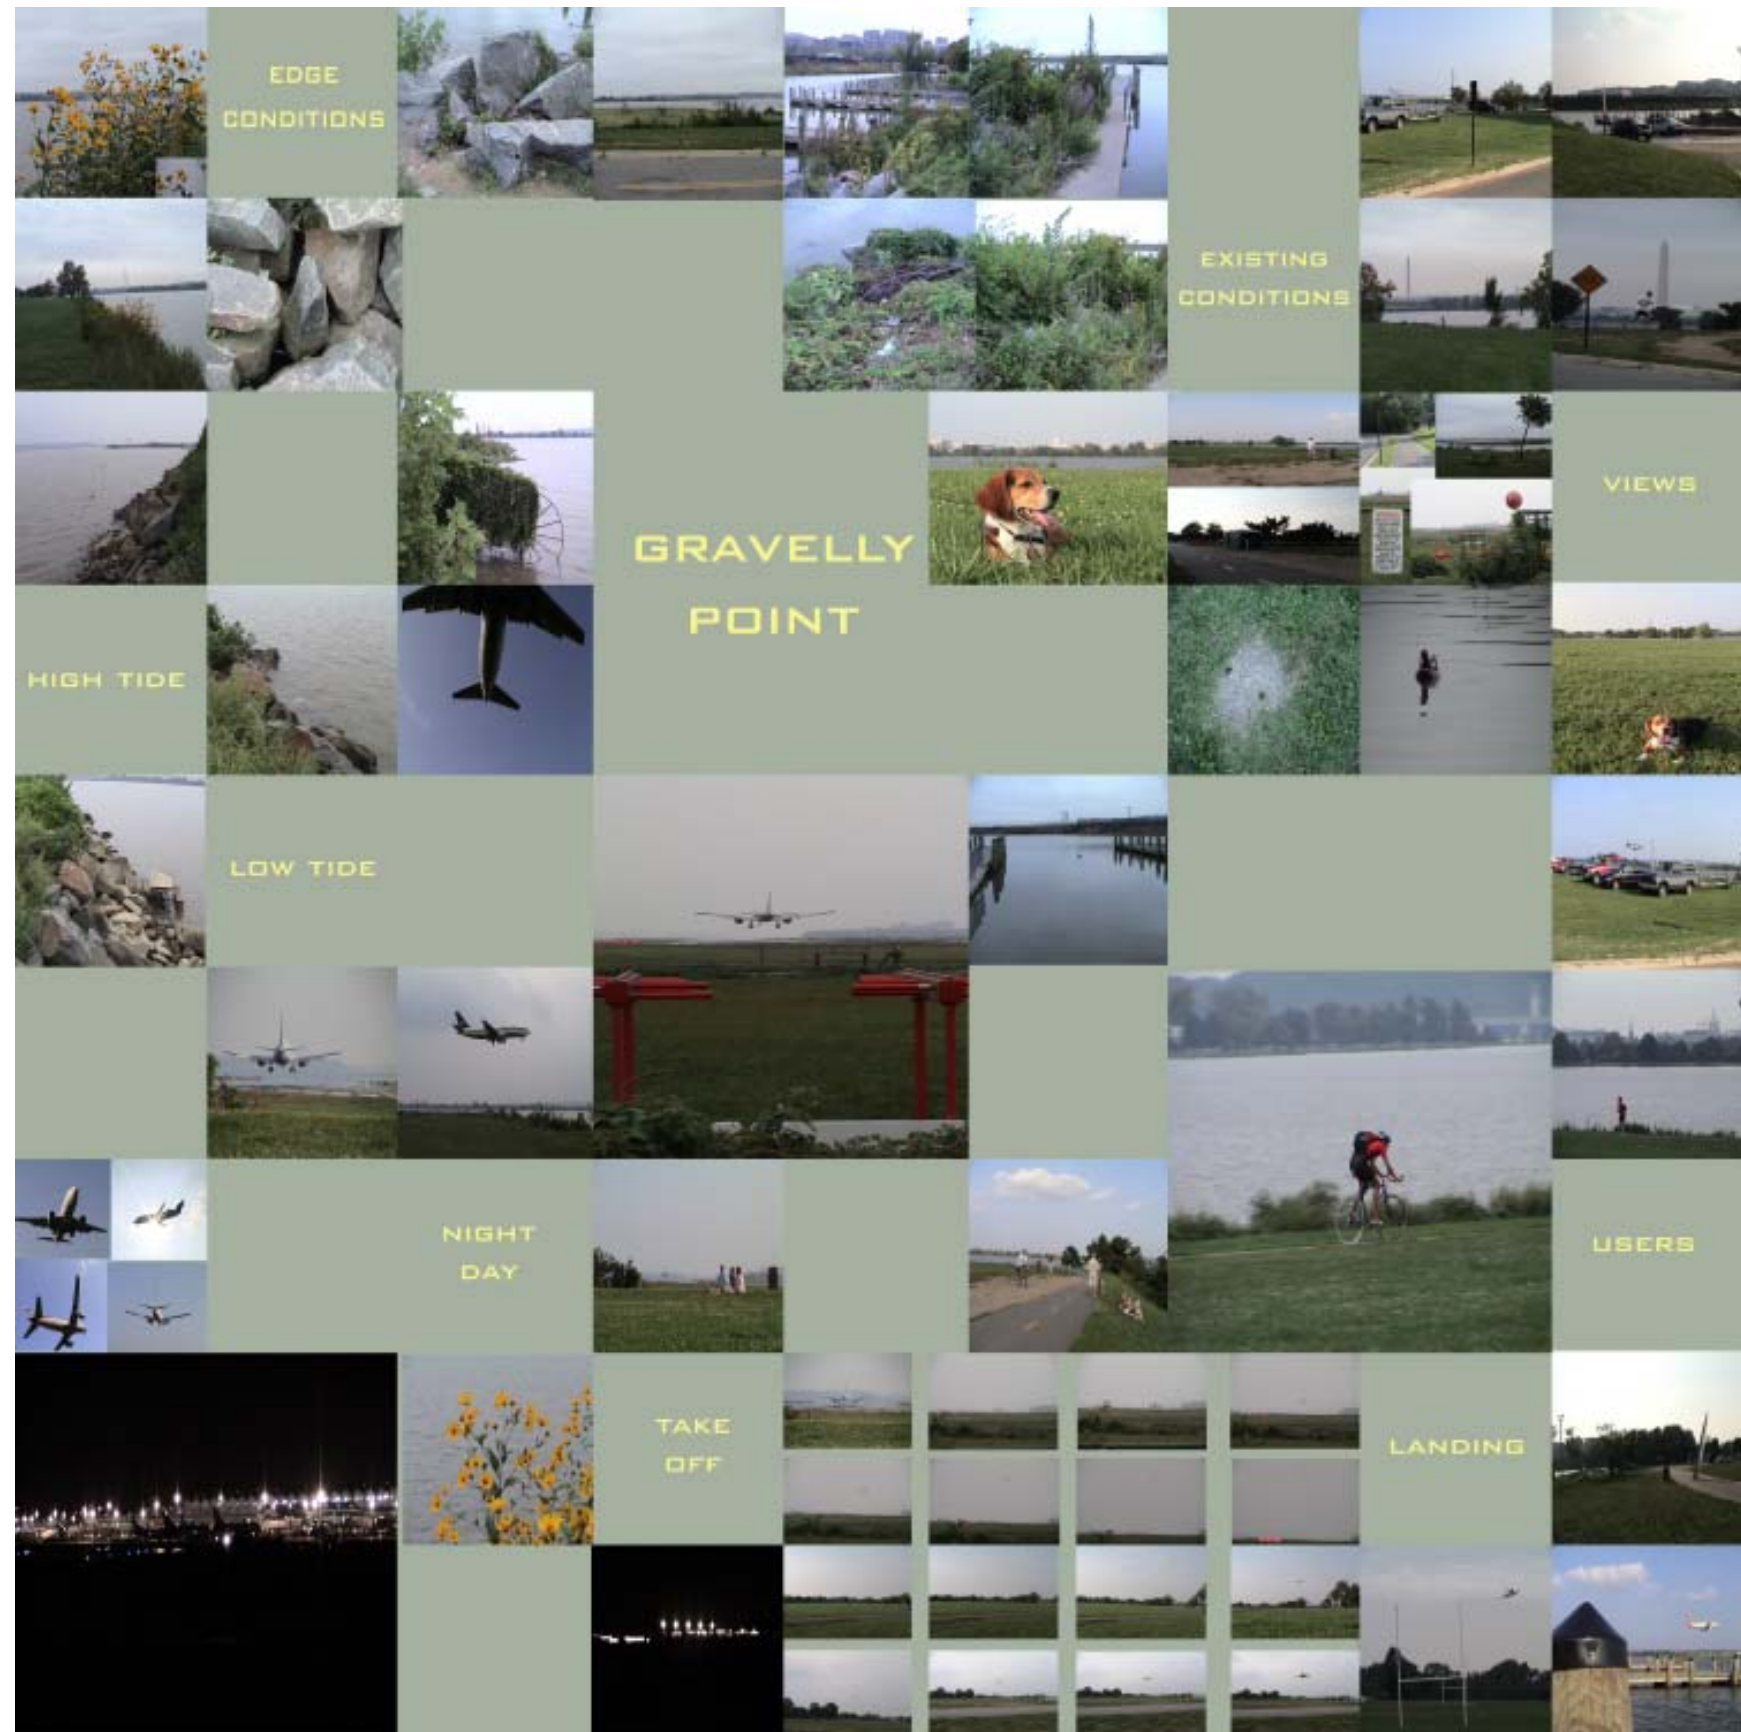 EDGE
CONDITIONS
EXISTING
CONDITIONS
VIEWS
GRAVELLY
POINT
HIGH TIDE
LOW TIDE
NIGHT
DAY
USERS
TAKE
OFF
LANDING